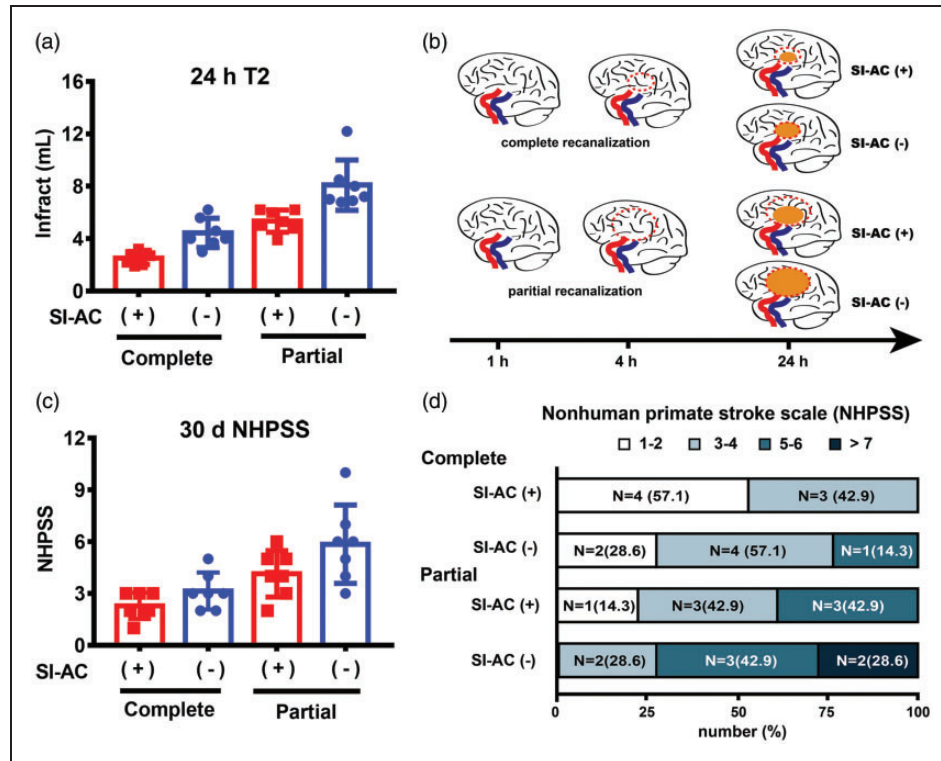 (a)
24 h T2
Infract (mL)
16
12
8
4
0
SI-AC (+) (-) (+) (-)
Complete Partial
(b)
complete recanalization
paritial recanalization
SI-AC (+)
SI-AC (-)
SI-AC (+)
SI-AC (-)
1 h 4 h 24 h
(c)
30 d NHPSS
NHPSS
12
9
6
3
0
SI-AC (+) (-) (+) (-)
Complete Partial
(d)
Nonhuman primate stroke scale (NHPSS)
1-2 3-4 5-6 > 7
Complete
SI-AC (+) N=4 (57.1) N=3 (42.9)
SI-AC (-) N=2(28.6) N=4 (57.1) N=1(14.3)
Partial
SI-AC (+) N=1(14.3) N=3(42.9) N=3(42.9)
SI-AC (-) N=2(28.6) N=3(42.9) N=2(28.6)
0 25 50 75 100
number (%)